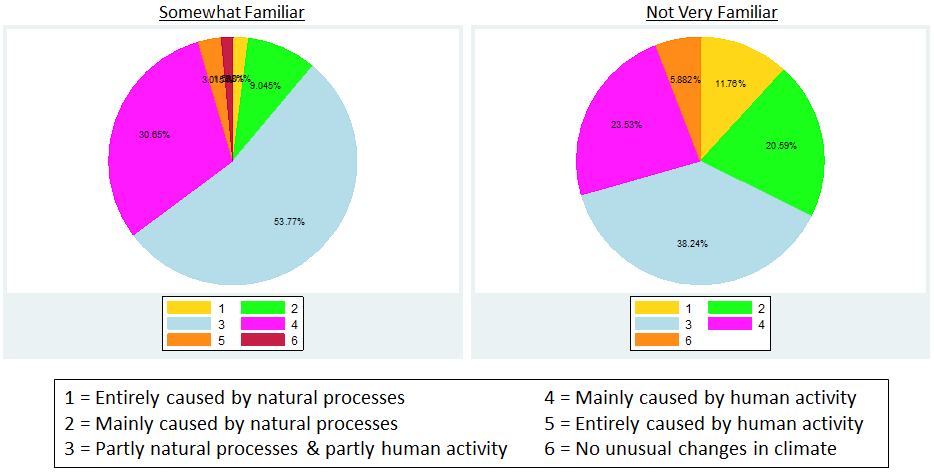 Somewhat Familiar
Not Very Familiar
9.045%
53.77%
30.65%
11.76%
20.59%
38.24%
23.53%
5.882%
1 2
3 4
5 6
1 2
3 4
6
1 = Entirely caused by natural processes
2 = Mainly caused by natural processes
3 = Partly natural processes & partly human activity
4 = Mainly caused by human activity
5 = Entirely caused by human activity
6 = No unusual changes in climate